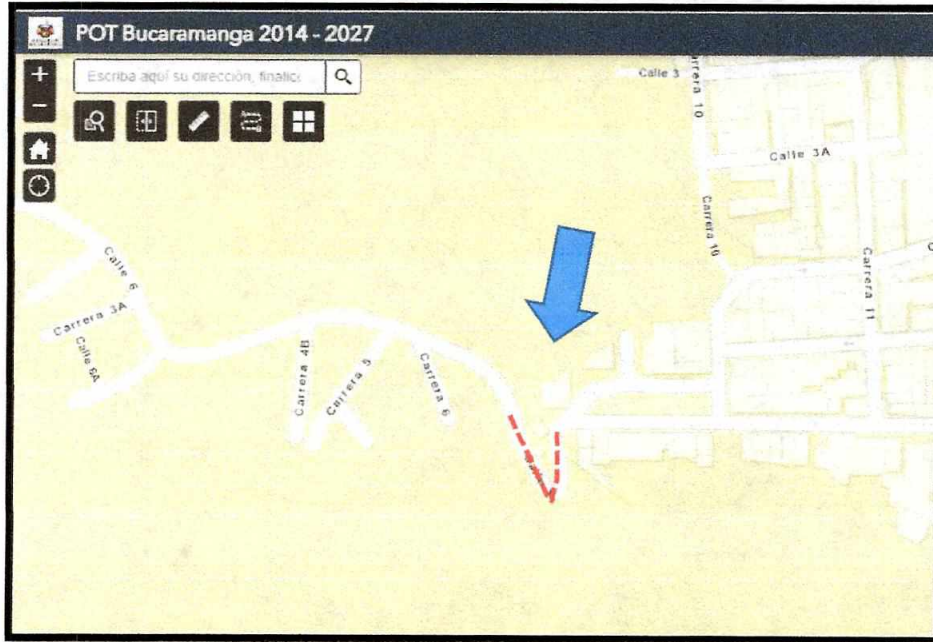 POT Bucaramanga 2014 - 2027
+
Escriba aquí su dirección, finalice
−
Calle 3
Carrera 10
Calle 3A
Carrera 10
Carrera 11
Calle 6
Carrera 3A
Calle 6A
Carrera 4B
Carrera 5
Carrera 6